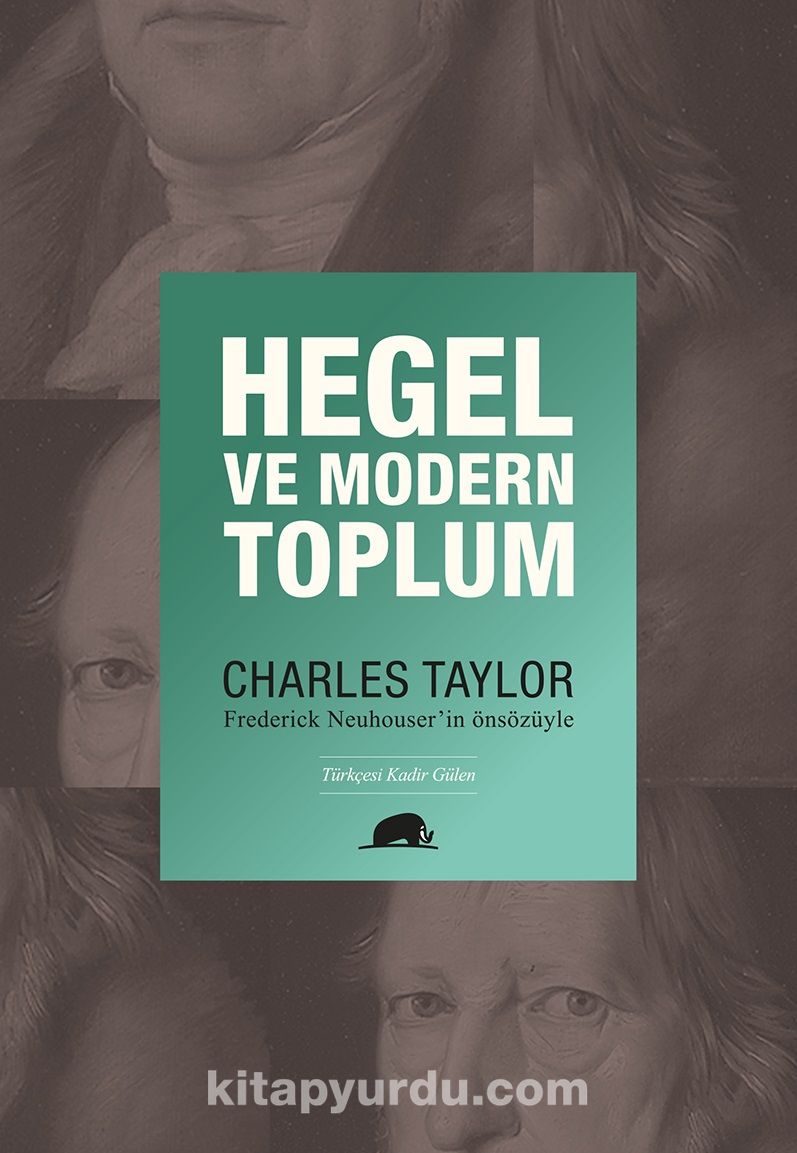 HEGEL
VE MODERN
TOPLUM
CHARLES TAYLOR
Frederick Neuhouser'in önsözüyle
Türkçesi Kadir Gülen
kitapyurdu.com